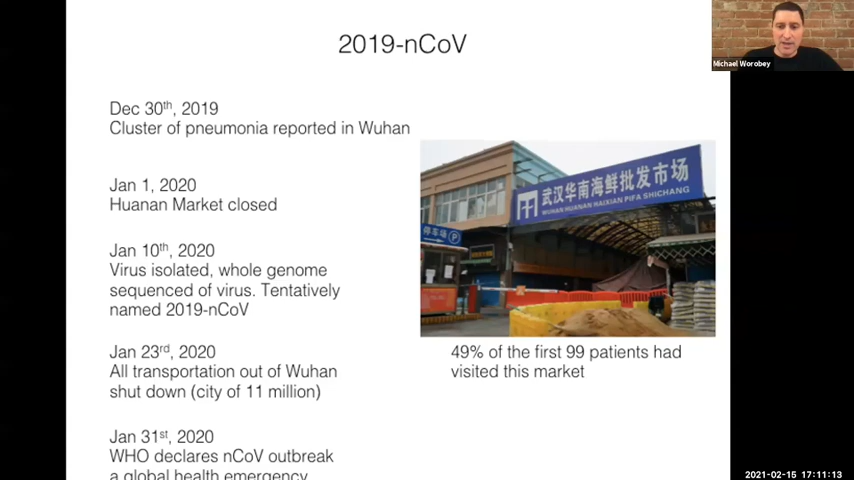 2019-nCoV
Michael Worobey
Dec 30th, 2019
Cluster of pneumonia reported in Wuhan
Jan 1, 2020
Huanan Market closed
Jan 10th, 2020
Virus isolated, whole genome
sequenced of virus. Tentatively
named 2019-nCoV
Jan 23rd, 2020
All transportation out of Wuhan
shut down (city of 11 million)
Jan 31st, 2020
WHO declares nCoV outbreak
a global health emergency
武汉华南海鲜批发市场
WUHAN HUANAN HAIXIAN PIFA SHICHANG
停车场 P
49% of the first 99 patients had
visited this market
2021-02-15 17:11:13